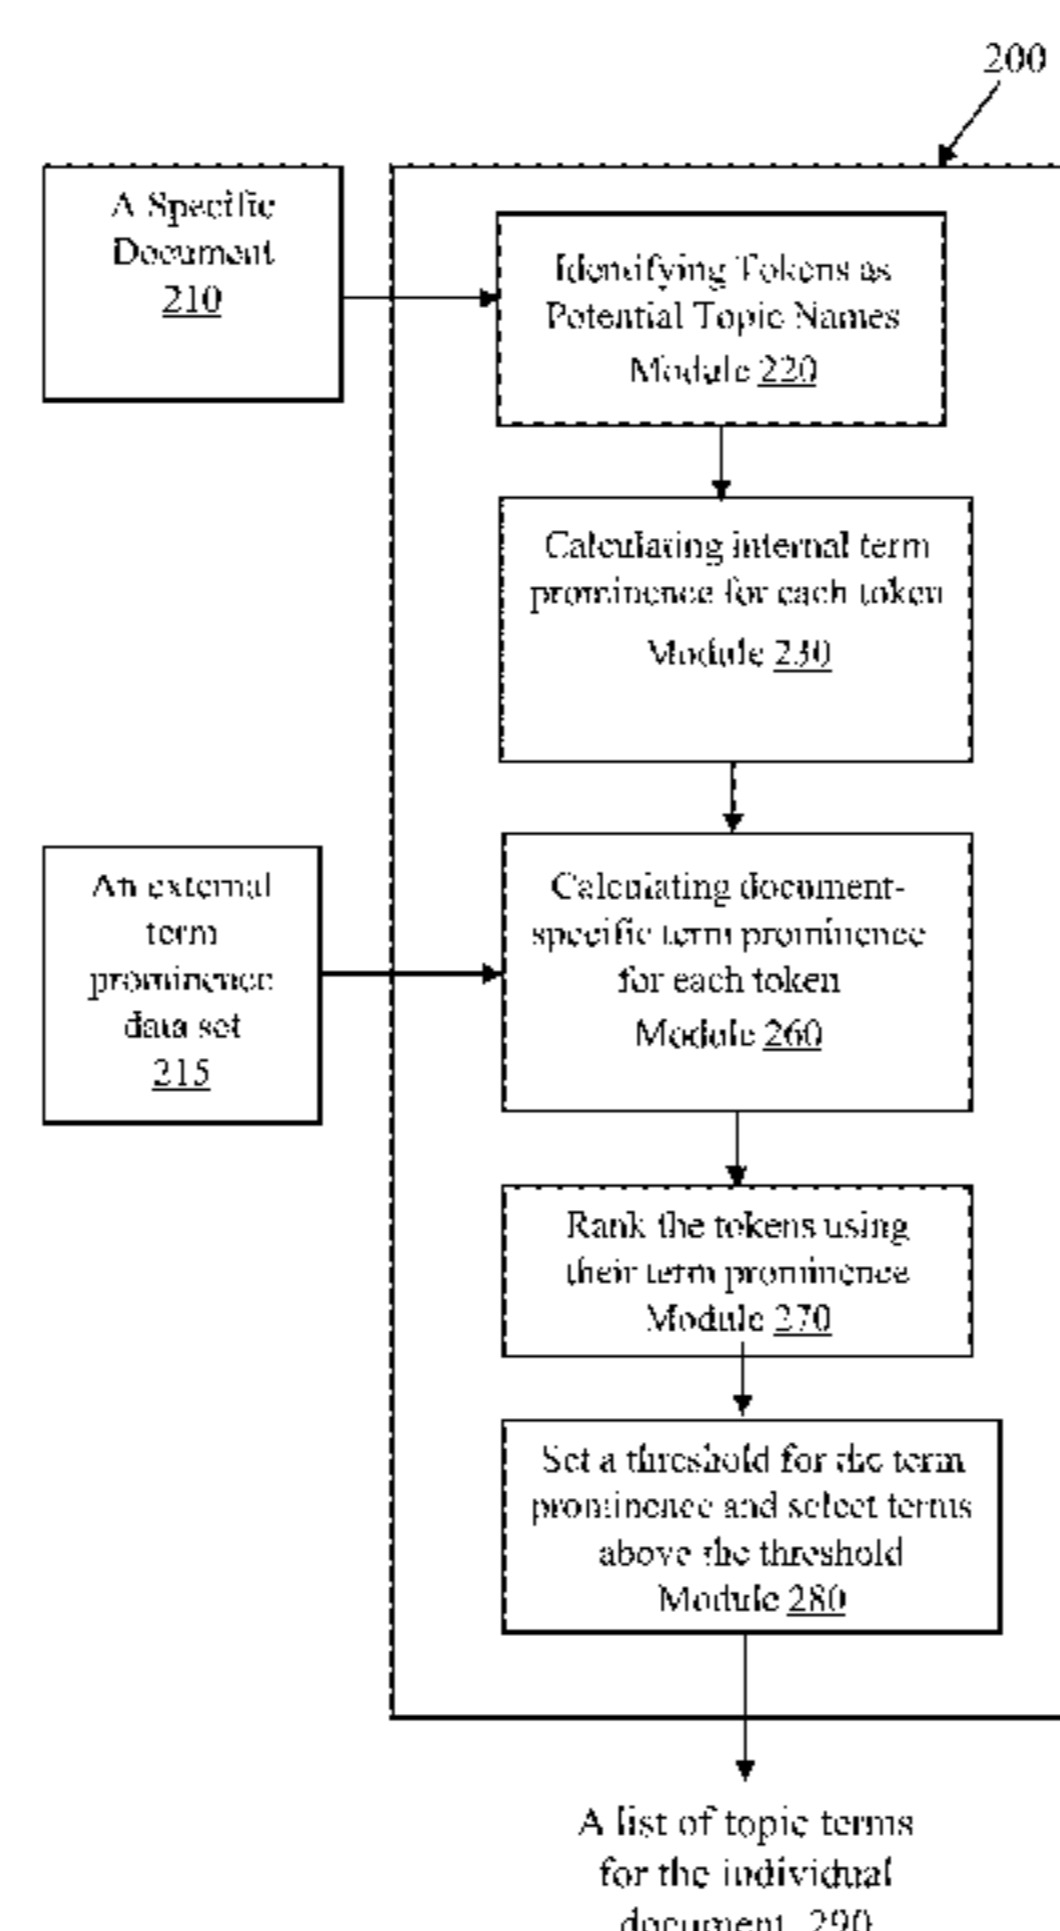 200
A Specific
Document
210
Identifying Tokens as
Potential Topic Names
Module 220
Calculating internal term
prominence for each token
Module 230
An external
term
prominence
data set
215
Calculating document-
specific term prominence
for each token
Module 260
Rank the tokens using
their term prominence
Module 270
Set a threshold for the term
prominence and select terms
above the threshold
Module 280
A list of topic terms
for the individual
document 290